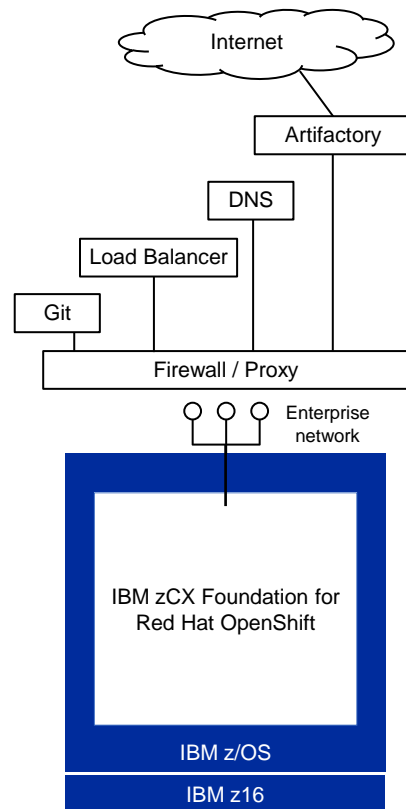 Internet
Artifactory
DNS
Load Balancer
Git
Firewall / Proxy
Enterprise
network
IBM zCX Foundation for
Red Hat OpenShift
IBM z/OS
IBM z16